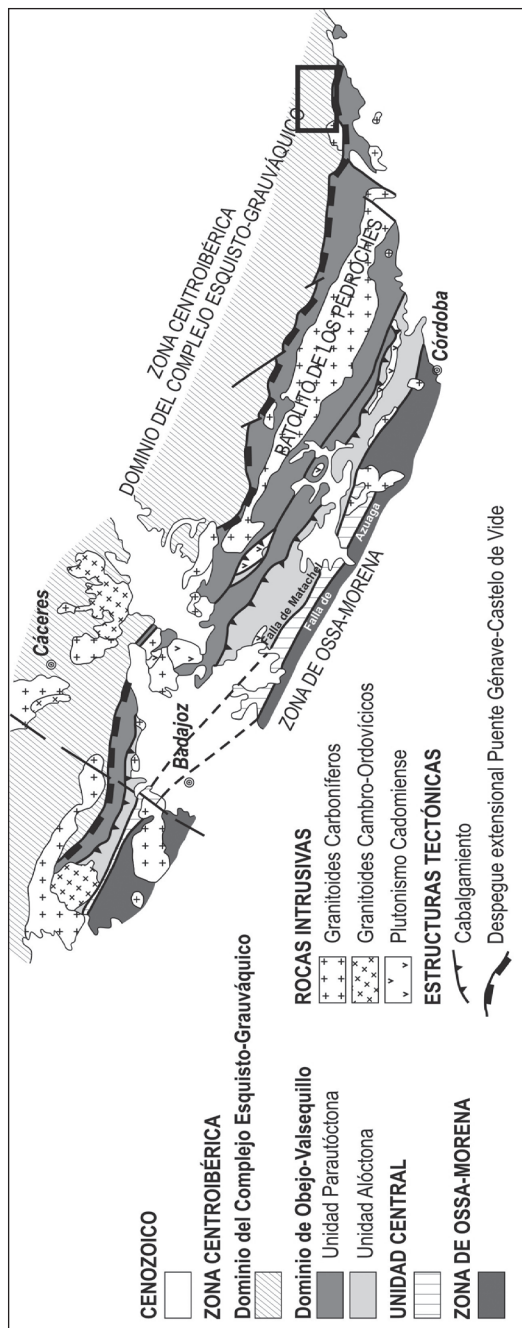 ZONA CENTROIBÉRICA
DOMINIO DEL COMPLEJO ESQUISTO-GRAUVÁQUICO
Cáceres
BATOLITO DE LOS PEDROCHES
Badajoz
Córdoba
Falla de Matachel
Falla de
Azuaga
ZONA DE OSSA-MORENA
CENOZOICO
ZONA CENTROIBÉRICA
Dominio del Complejo Esquisto-Grauváquico
Dominio de Obejo-Valsequillo
Unidad Parautóctona
Unidad Alóctona
UNIDAD CENTRAL
ZONA DE OSSA-MORENA
ROCAS INTRUSIVAS
Granitoides Carboníferos
Granitoides Cambro-Ordovícicos
Plutonismo Cadomiense
ESTRUCTURAS TECTÓNICAS
Cabalgamiento
Despegue extensional Puente Génave-Castelo de Vide